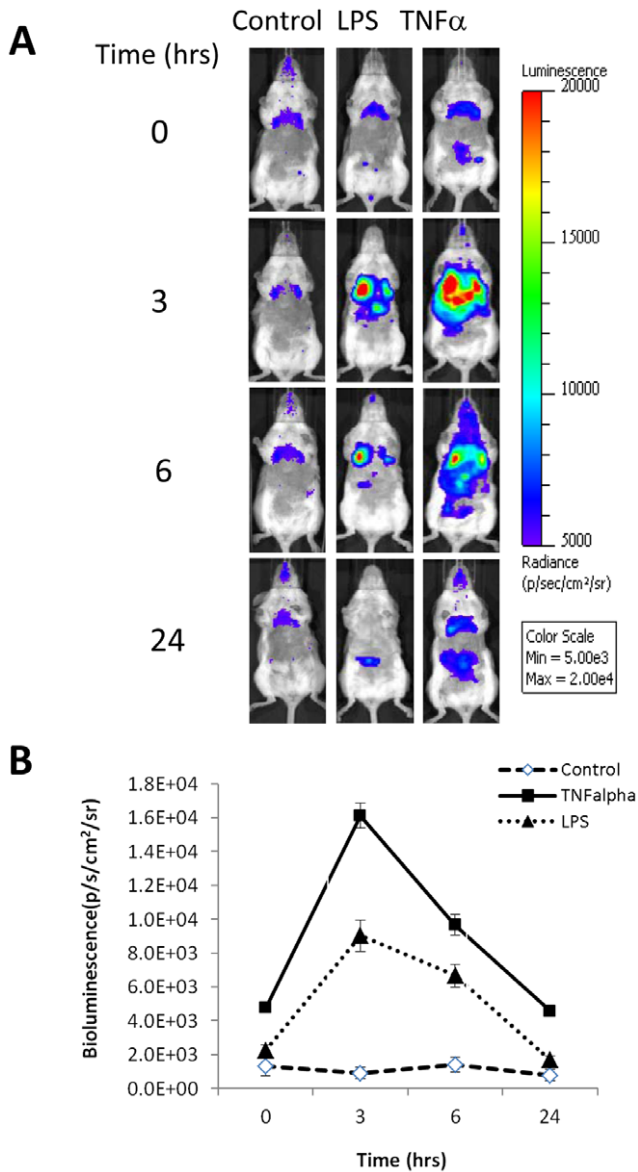 A
Control LPS TNFα
Time (hrs)
0
3
6
24
Luminescence
20000
15000
10000
5000
Radiance
(p/sec/cm²/sr)
Color Scale
Min = 5.00e3
Max = 2.00e4
B
Control
TNFalpha
LPS
Bioluminescence(p/s/cm²/sr)
1.8E+04
1.6E+04
1.4E+04
1.2E+04
1.0E+04
8.0E+03
6.0E+03
4.0E+03
2.0E+03
0.0E+00
0 3 6 24
Time (hrs)